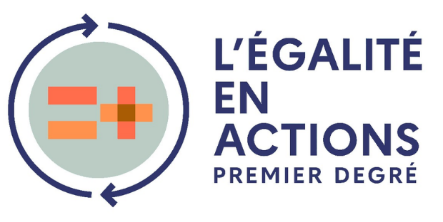 L'ÉGALITÉ
EN
ACTIONS
PREMIER DEGRÉ